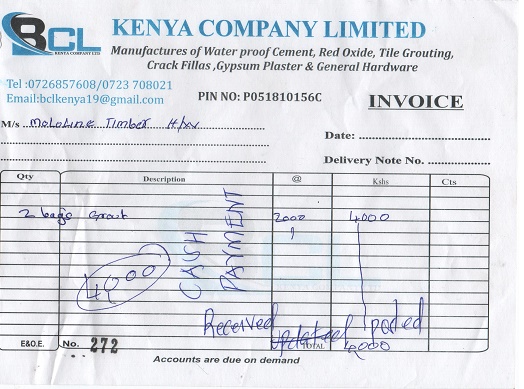 BCL
KENYA COMPANY LTD
KENYA COMPANY LIMITED
Manufactures of Water proof Cement, Red Oxide, Tile Grouting,
Crack Fillas ,Gypsum Plaster & General Hardware
Tel :0726857608/0723 708021
Email:bclkenya19@gmail.com
PIN NO: P051810156C
INVOICE
M/s Timber H/W
Date:
Delivery Note No.
Qty Description @ Kshs Cts
2 bags Grout 2000 4000
4000
CASH
PAYMENT
Received
TOTAL 4000
E&O.E. No. 272
Accounts are due on demand